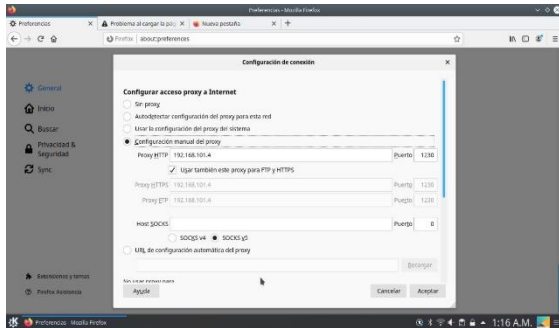 Preferencias - Mozilla Firefox
Preferencias
Problema al cargar la pág
Nueva pestaña
Firefox about:preferences
Configuración de conexión
General
Inicio
Buscar
Privacidad & Seguridad
Sync
Extensiones y temas
Firefox Asistencia
Configurar acceso proxy a Internet
Sin proxy
Autodetectar configuración del proxy para esta red
Usar la configuración del proxy del sistema
Configuración manual del proxy
Proxy HTTP 192.168.101.4 Puerto 1230
Usar también este proxy para FTP y HTTPS
Proxy HTTPS 192.168.101.4 Puerto 1230
Proxy FTP 192.168.101.4 Puerto 1230
Host SOCKS Puerto 0
SOCKS v4 SOCKS v5
URL de configuración automática del proxy
Recargar
No usar proxy para
Ayuda Cancelar Aceptar
Preferencias - Mozilla Firefox
1:16 A.M.